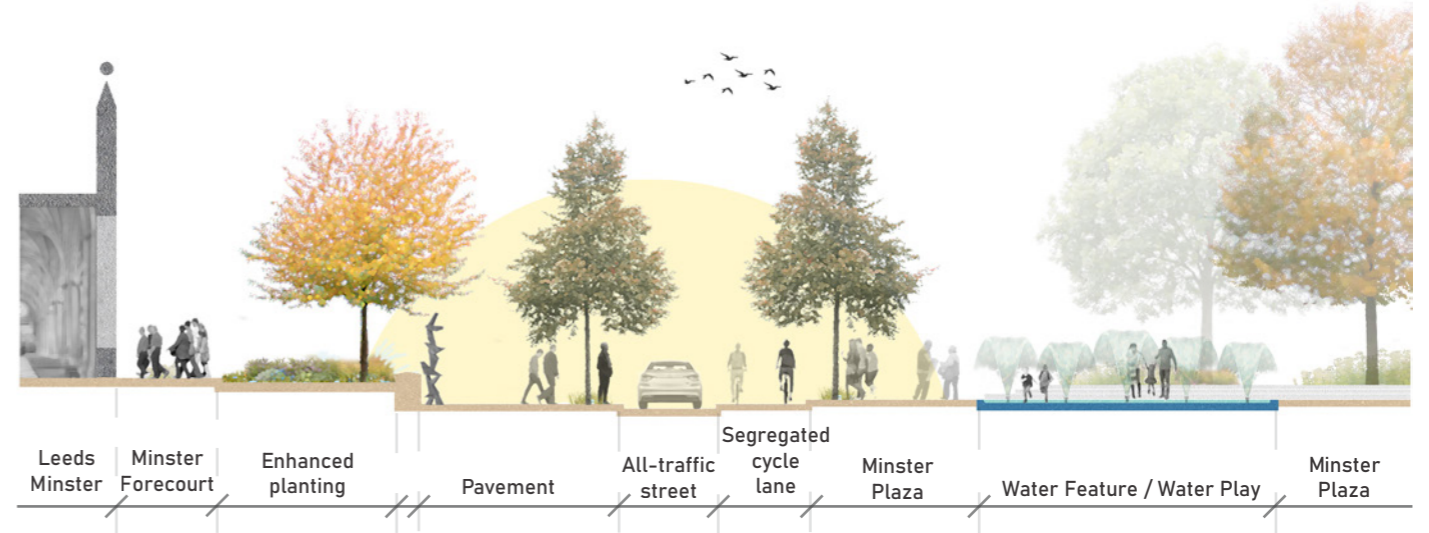 Leeds
Minster
Minster
Forecourt
Enhanced
planting
Pavement
All-traffic
street
Segregated
cycle
lane
Minster
Plaza
Water Feature / Water Play
Minster
Plaza